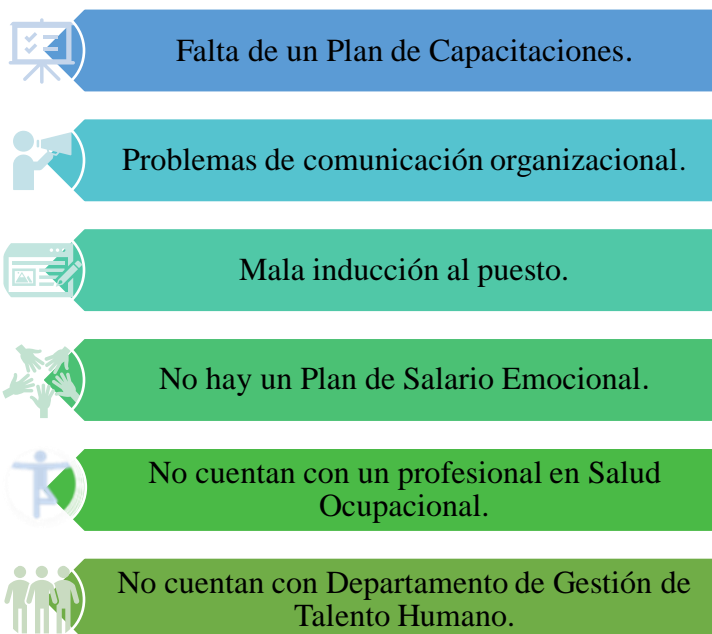 Falta de un Plan de Capacitaciones.
Problemas de comunicación organizacional.
Mala inducción al puesto.
No hay un Plan de Salario Emocional.
No cuentan con un profesional en Salud
Ocupacional.
No cuentan con Departamento de Gestión de
Talento Humano.